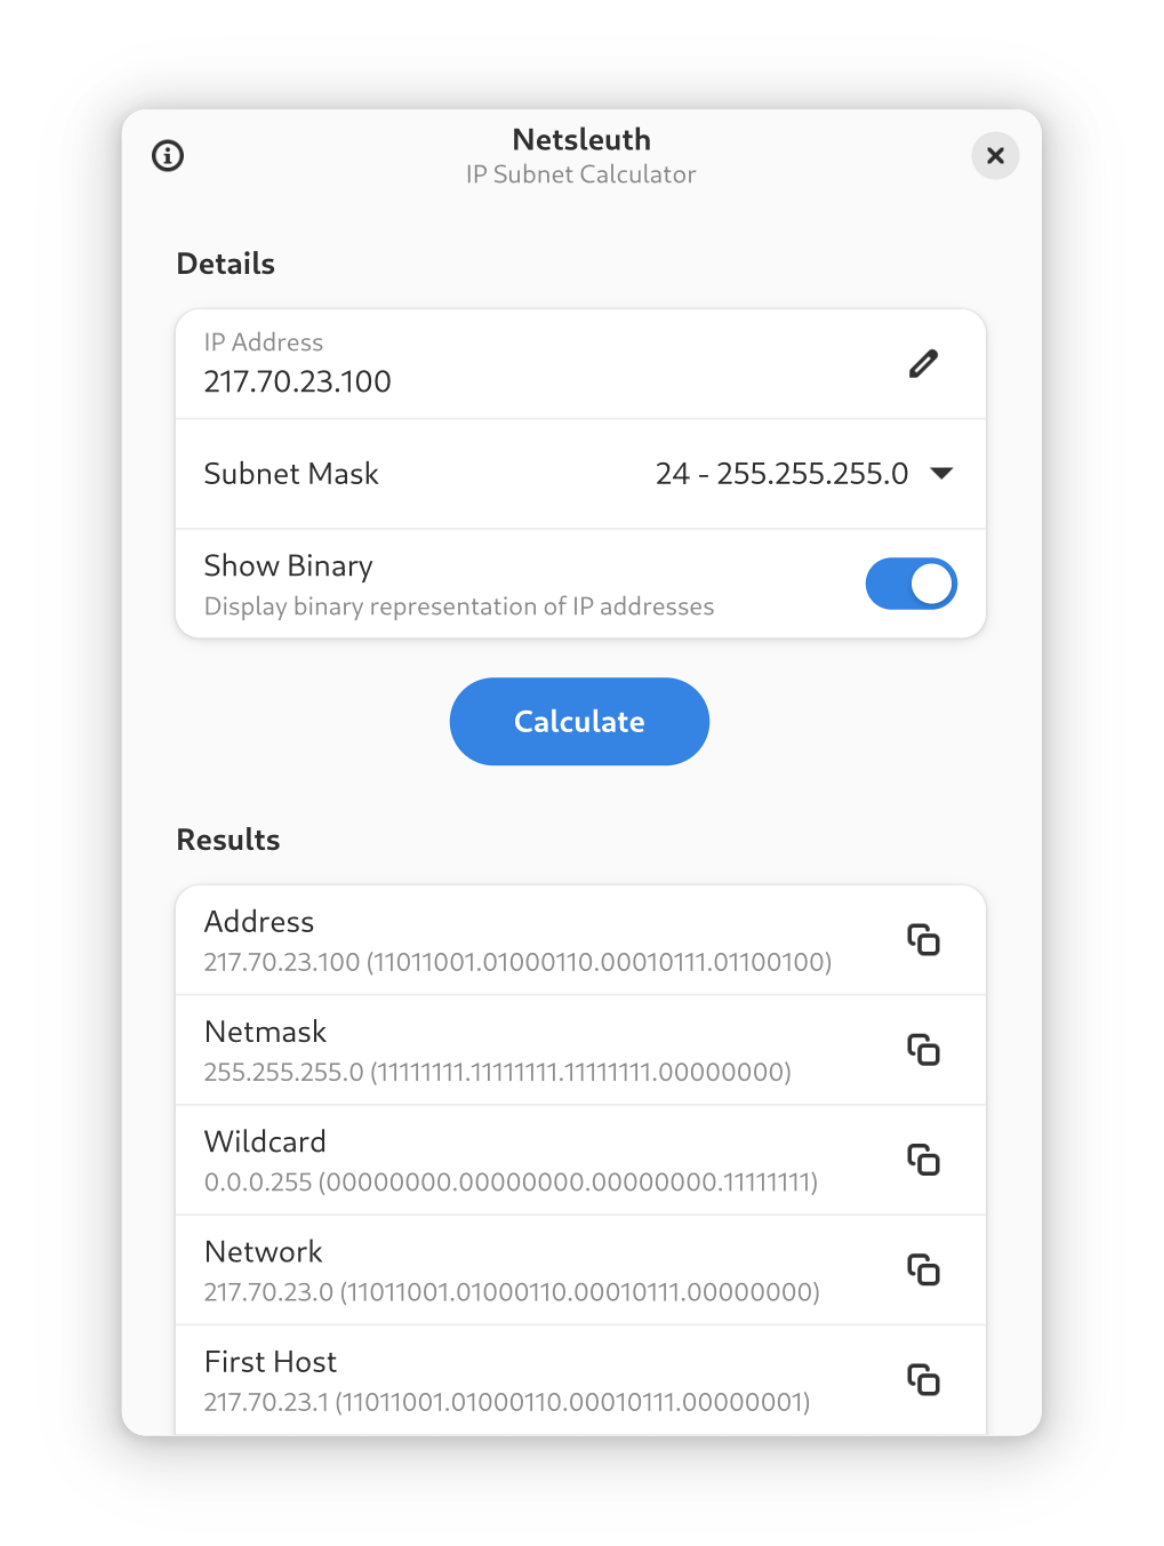 Netsleuth
IP Subnet Calculator
Details
IP Address
217.70.23.100
Subnet Mask
24 - 255.255.255.0
Show Binary
Display binary representation of IP addresses
Calculate
Results
Address
217.70.23.100 (11011001.01000110.00010111.01100100)
Netmask
255.255.255.0 (11111111.11111111.11111111.00000000)
Wildcard
0.0.0.255 (00000000.00000000.00000000.11111111)
Network
217.70.23.0 (11011001.01000110.00010111.00000000)
First Host
217.70.23.1 (11011001.01000110.00010111.00000001)